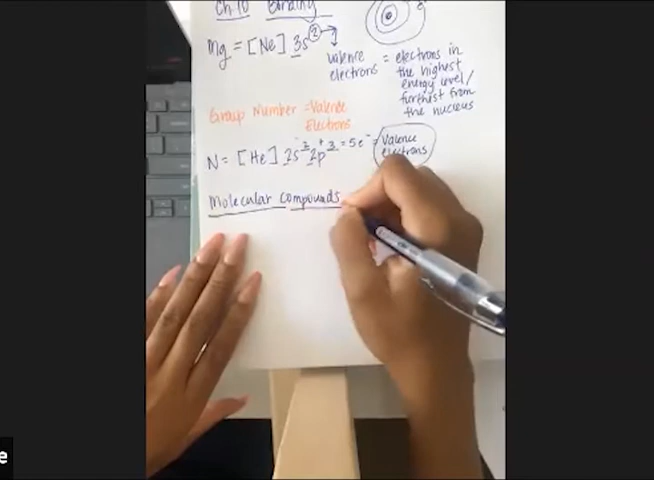 Ch 10 Bonding
Mg = [Ne] 3s²
valence electrons = electrons in the highest energy level/ furthest from the nucleus
Group Number = Valence Electrons
N = [He] 2s² 2p³ = 5e⁻ = Valence electrons
Molecular Compounds
e